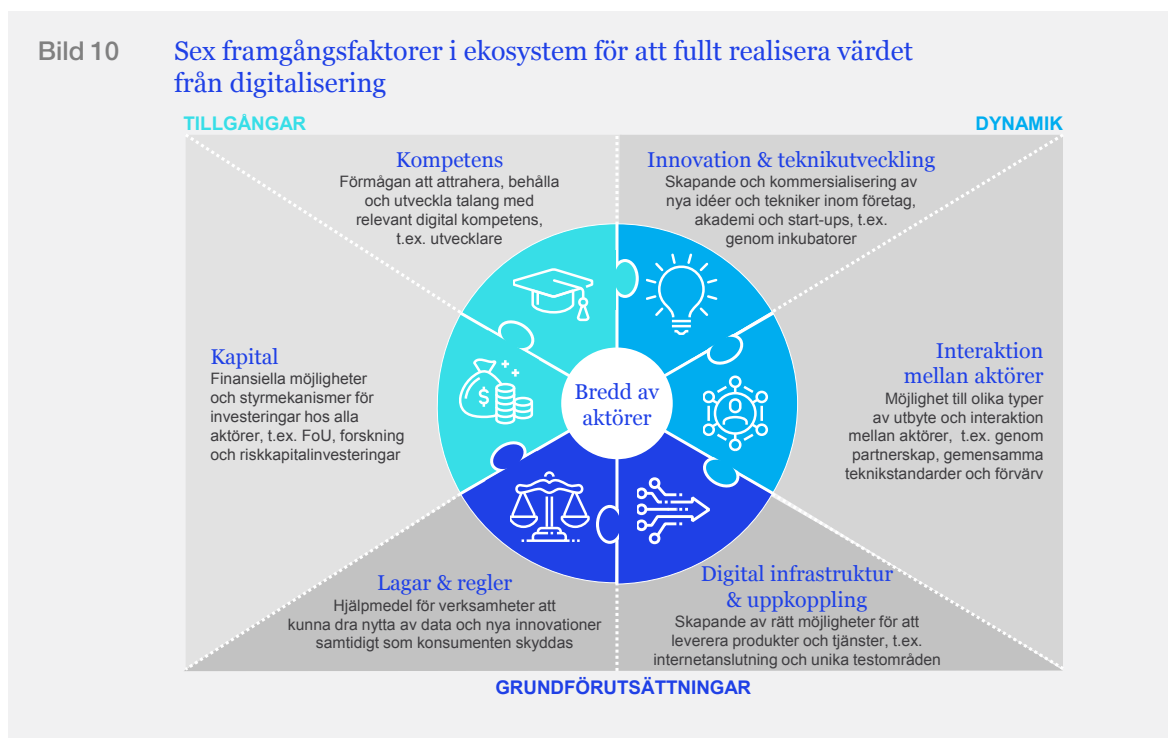 Bild 10
Sex framgångsfaktorer i ekosystem för att fullt realisera värdet
från digitalisering
TILLGÅNGAR
DYNAMIK
Kompetens
Förmågan att attrahera, behålla
och utveckla talang med
relevant digital kompetens,
t.ex. utvecklare
Innovation & teknikutveckling
Skapande och kommersialisering av
nya idéer och tekniker inom företag,
akademi och start-ups, t.ex.
genom inkubatorer
Kapital
Finansiella möjligheter
och styrmekanismer för
investeringar hos alla
aktörer, t.ex. FoU, forskning
och riskkapitalinvesteringar
$
Bredd av
aktörer
Interaktion
mellan aktörer
Möjlighet till olika typer
av utbyte och interaktion
mellan aktörer, t.ex. genom
partnerskap, gemensamma
teknikstandarder och förvärv
Lagar & regler
Hjälpmedel för verksamheter att
kunna dra nytta av data och nya innovationer
samtidigt som konsumenten skyddas
Digital infrastruktur
& uppkoppling
Skapande av rätt möjligheter för att
leverera produkter och tjänster, t.ex.
internetanslutning och unika testområden
GRUNDFÖRUTSÄTTNINGAR